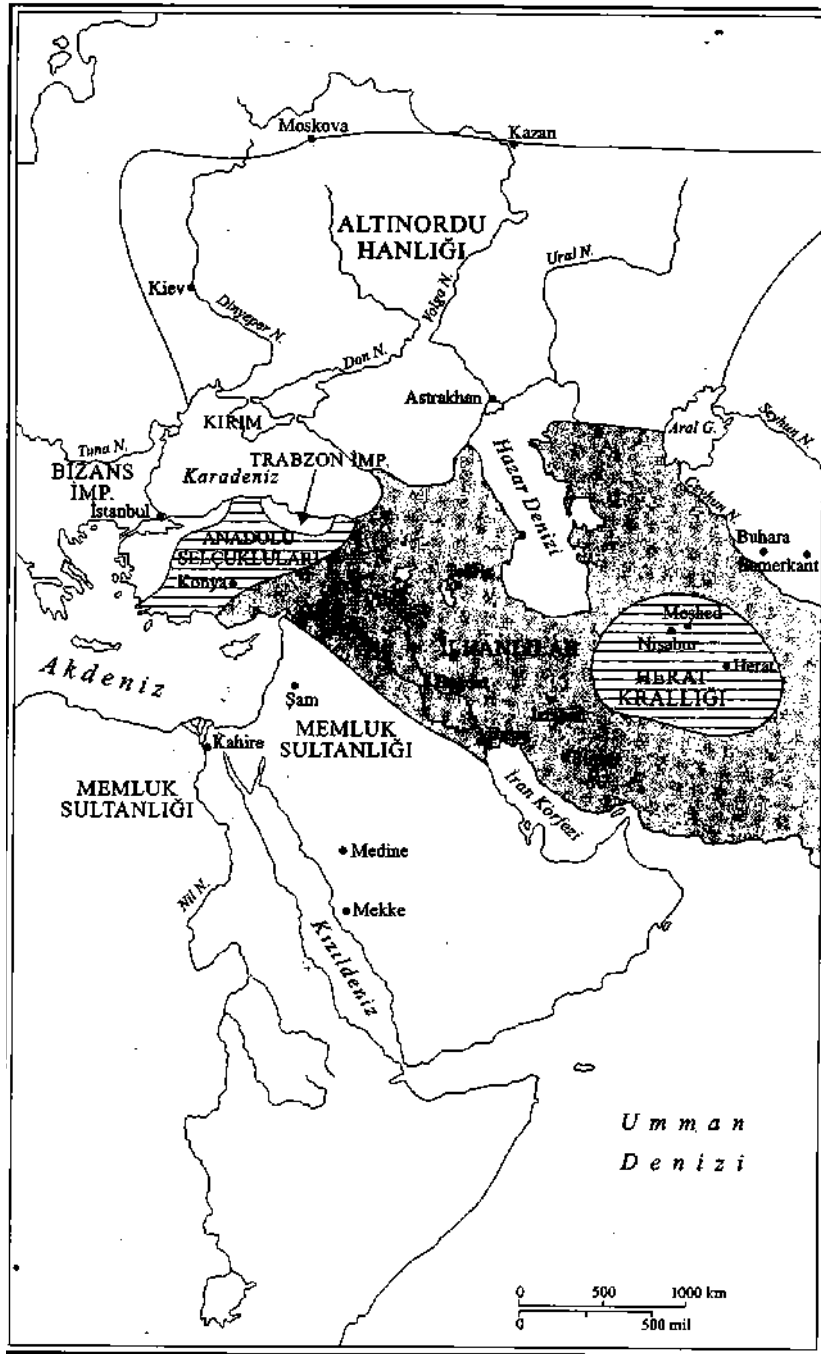 Moskova
Kazan
ALTINORDU
HANLIĞI
Ural N.
Kiev
Volga N.
Dinyeper N.
Don N.
Astrakhan
KIRIM
Aral G.
Seyhun N.
Tuna N.
Hazar Denizi
BİZANS
İMP.
Karadeniz
TRABZON İMP.
Ceyhun N.
İstanbul
Buhara
Semerkant
ANADOLU
SELÇUKLULARI
Konya
Meshed
Nişabur
Herat
HERAT
KRALLIĞI
İLHANLILAR
Akdeniz
Şam
MEMLUK
SULTANLIĞI
Kahire
MEMLUK
SULTANLIĞI
İran Korfezi
Medine
Nil N.
Mekke
Kızıldeniz
Umman
Denizi
0 500 1000 km
0 500 mil